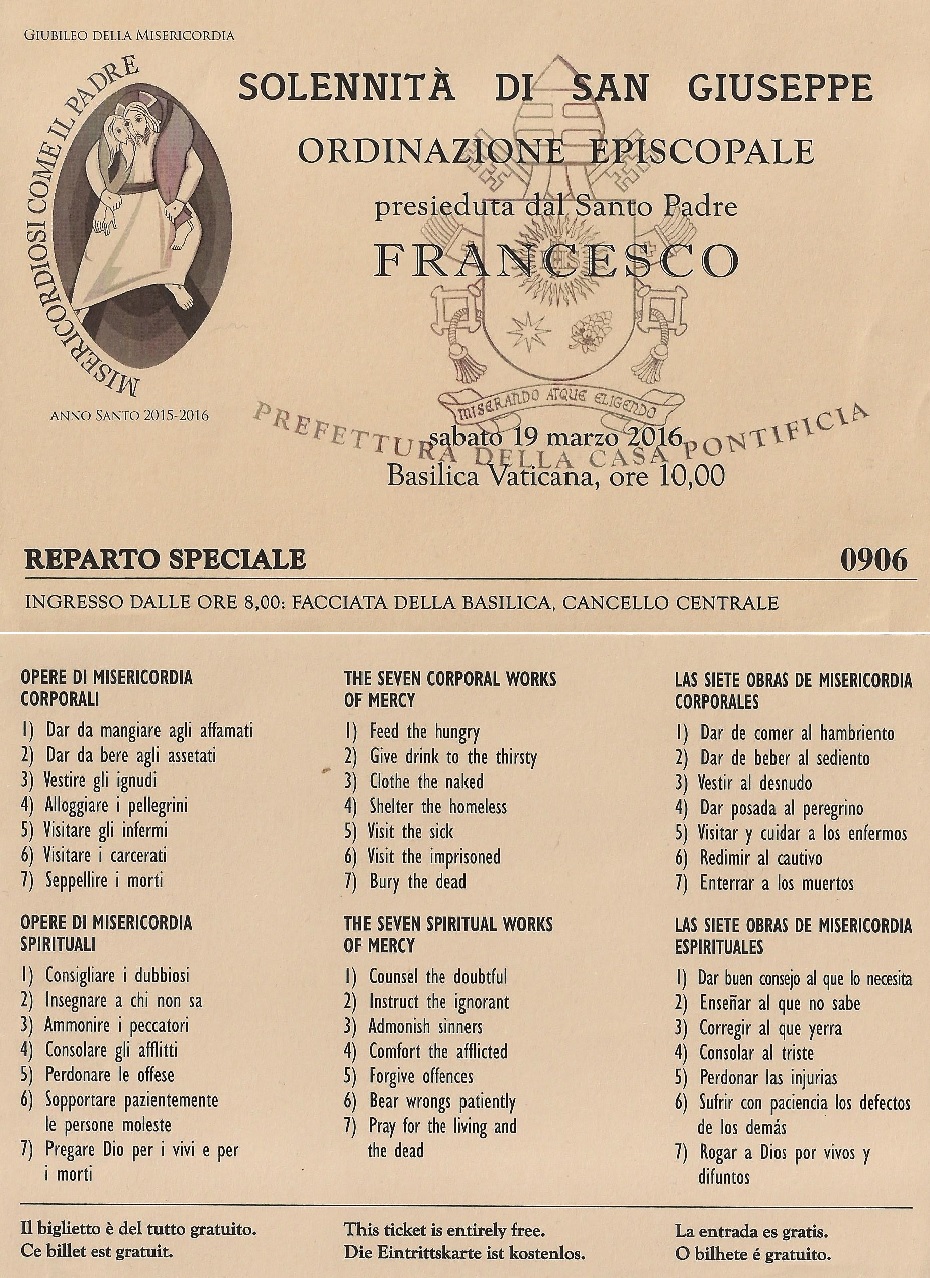 GIUBILEO DELLA MISERICORDIA
MISERICORDIOSI COME IL PADRE
ANNO SANTO 2015-2016
SOLENNITÀ DI SAN GIUSEPPE
ORDINAZIONE EPISCOPALE
presieduta dal Santo Padre
FRANCESCO
IHS
MISERANDO ATQUE ELIGENDO
PREFETTURA DELLA CASA PONTIFICIA
sabato 19 marzo 2016
Basilica Vaticana, ore 10,00
REPARTO SPECIALE 0906
INGRESSO DALLE ORE 8,00: FACCIATA DELLA BASILICA, CANCELLO CENTRALE
OPERE DI MISERICORDIA
CORPORALI
1) Dar da mangiare agli affamati
2) Dar da bere agli assetati
3) Vestire gli ignudi
4) Alloggiare i pellegrini
5) Visitare gli infermi
6) Visitare i carcerati
7) Seppellire i morti
OPERE DI MISERICORDIA
SPIRITUALI
1) Consigliare i dubbiosi
2) Insegnare a chi non sa
3) Ammonire i peccatori
4) Consolare gli afflitti
5) Perdonare le offese
6) Sopportare pazientemente
le persone moleste
7) Pregare Dio per i vivi e per
i morti
THE SEVEN CORPORAL WORKS
OF MERCY
1) Feed the hungry
2) Give drink to the thirsty
3) Clothe the naked
4) Shelter the homeless
5) Visit the sick
6) Visit the imprisoned
7) Bury the dead
THE SEVEN SPIRITUAL WORKS
OF MERCY
1) Counsel the doubtful
2) Instruct the ignorant
3) Admonish sinners
4) Comfort the afflicted
5) Forgive offences
6) Bear wrongs patiently
7) Pray for the living and
the dead
LAS SIETE OBRAS DE MISERICORDIA
CORPORALES
1) Dar de comer al hambriento
2) Dar de beber al sediento
3) Vestir al desnudo
4) Dar posada al peregrino
5) Visitar y cuidar a los enfermos
6) Redimir al cautivo
7) Enterrar a los muertos
LAS SIETE OBRAS DE MISERICORDIA
ESPIRITUALES
1) Dar buen consejo al que lo necesita
2) Enseñar al que no sabe
3) Corregir al que yerra
4) Consolar al triste
5) Perdonar las injurias
6) Sufrir con paciencia los defectos
de los demás
7) Rogar a Dios por vivos y
difuntos
Il biglietto è del tutto gratuito.
Ce billet est gratuit.
This ticket is entirely free.
Die Eintrittskarte ist kostenlos.
La entrada es gratis.
O bilhete é gratuito.